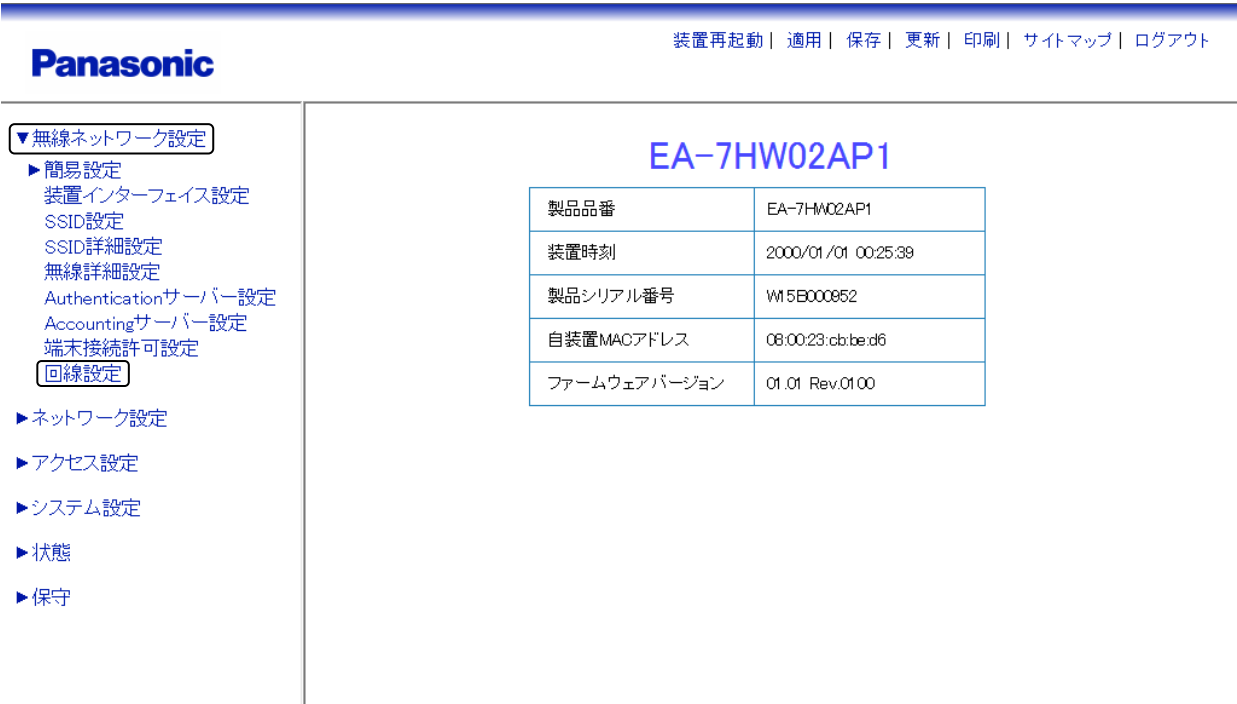 装置再起動| 適用| 保存| 更新| 印刷| サイトマップ| ログアウト
Panasonic
▼無線ネットワーク設定
▶簡易設定
装置インターフェイス設定
SSID設定
SSID詳細設定
無線詳細設定
Authenticationサーバー設定
Accountingサーバー設定
端末接続許可設定
回線設定
▶ネットワーク設定
▶アクセス設定
▶システム設定
▶状態
▶保守
EA-7HW02AP1
製品品番 EA-7HW02AP1
装置時刻 2000/01/01 00:25:39
製品シリアル番号 W15B000952
自装置MACアドレス 08:00:23:cb:be:d6
ファームウェアバージョン 01.01 Rev.0100